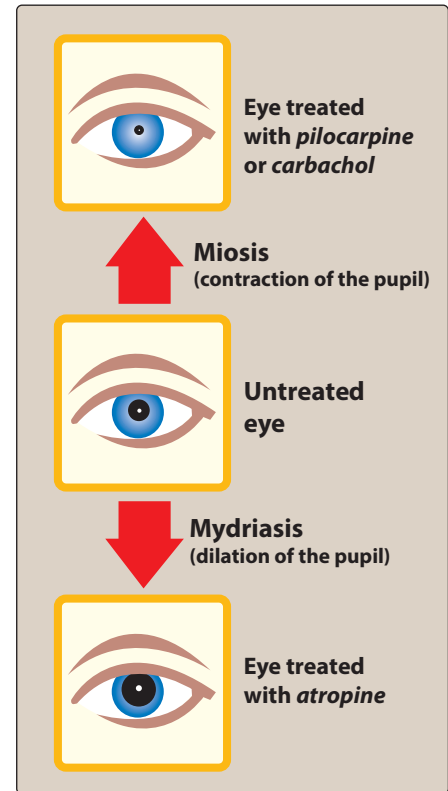 Eye treated
with pilocarpine
or carbachol
Miosis
(contraction of the pupil)
Untreated
eye
Mydriasis
(dilation of the pupil)
Eye treated
with atropine